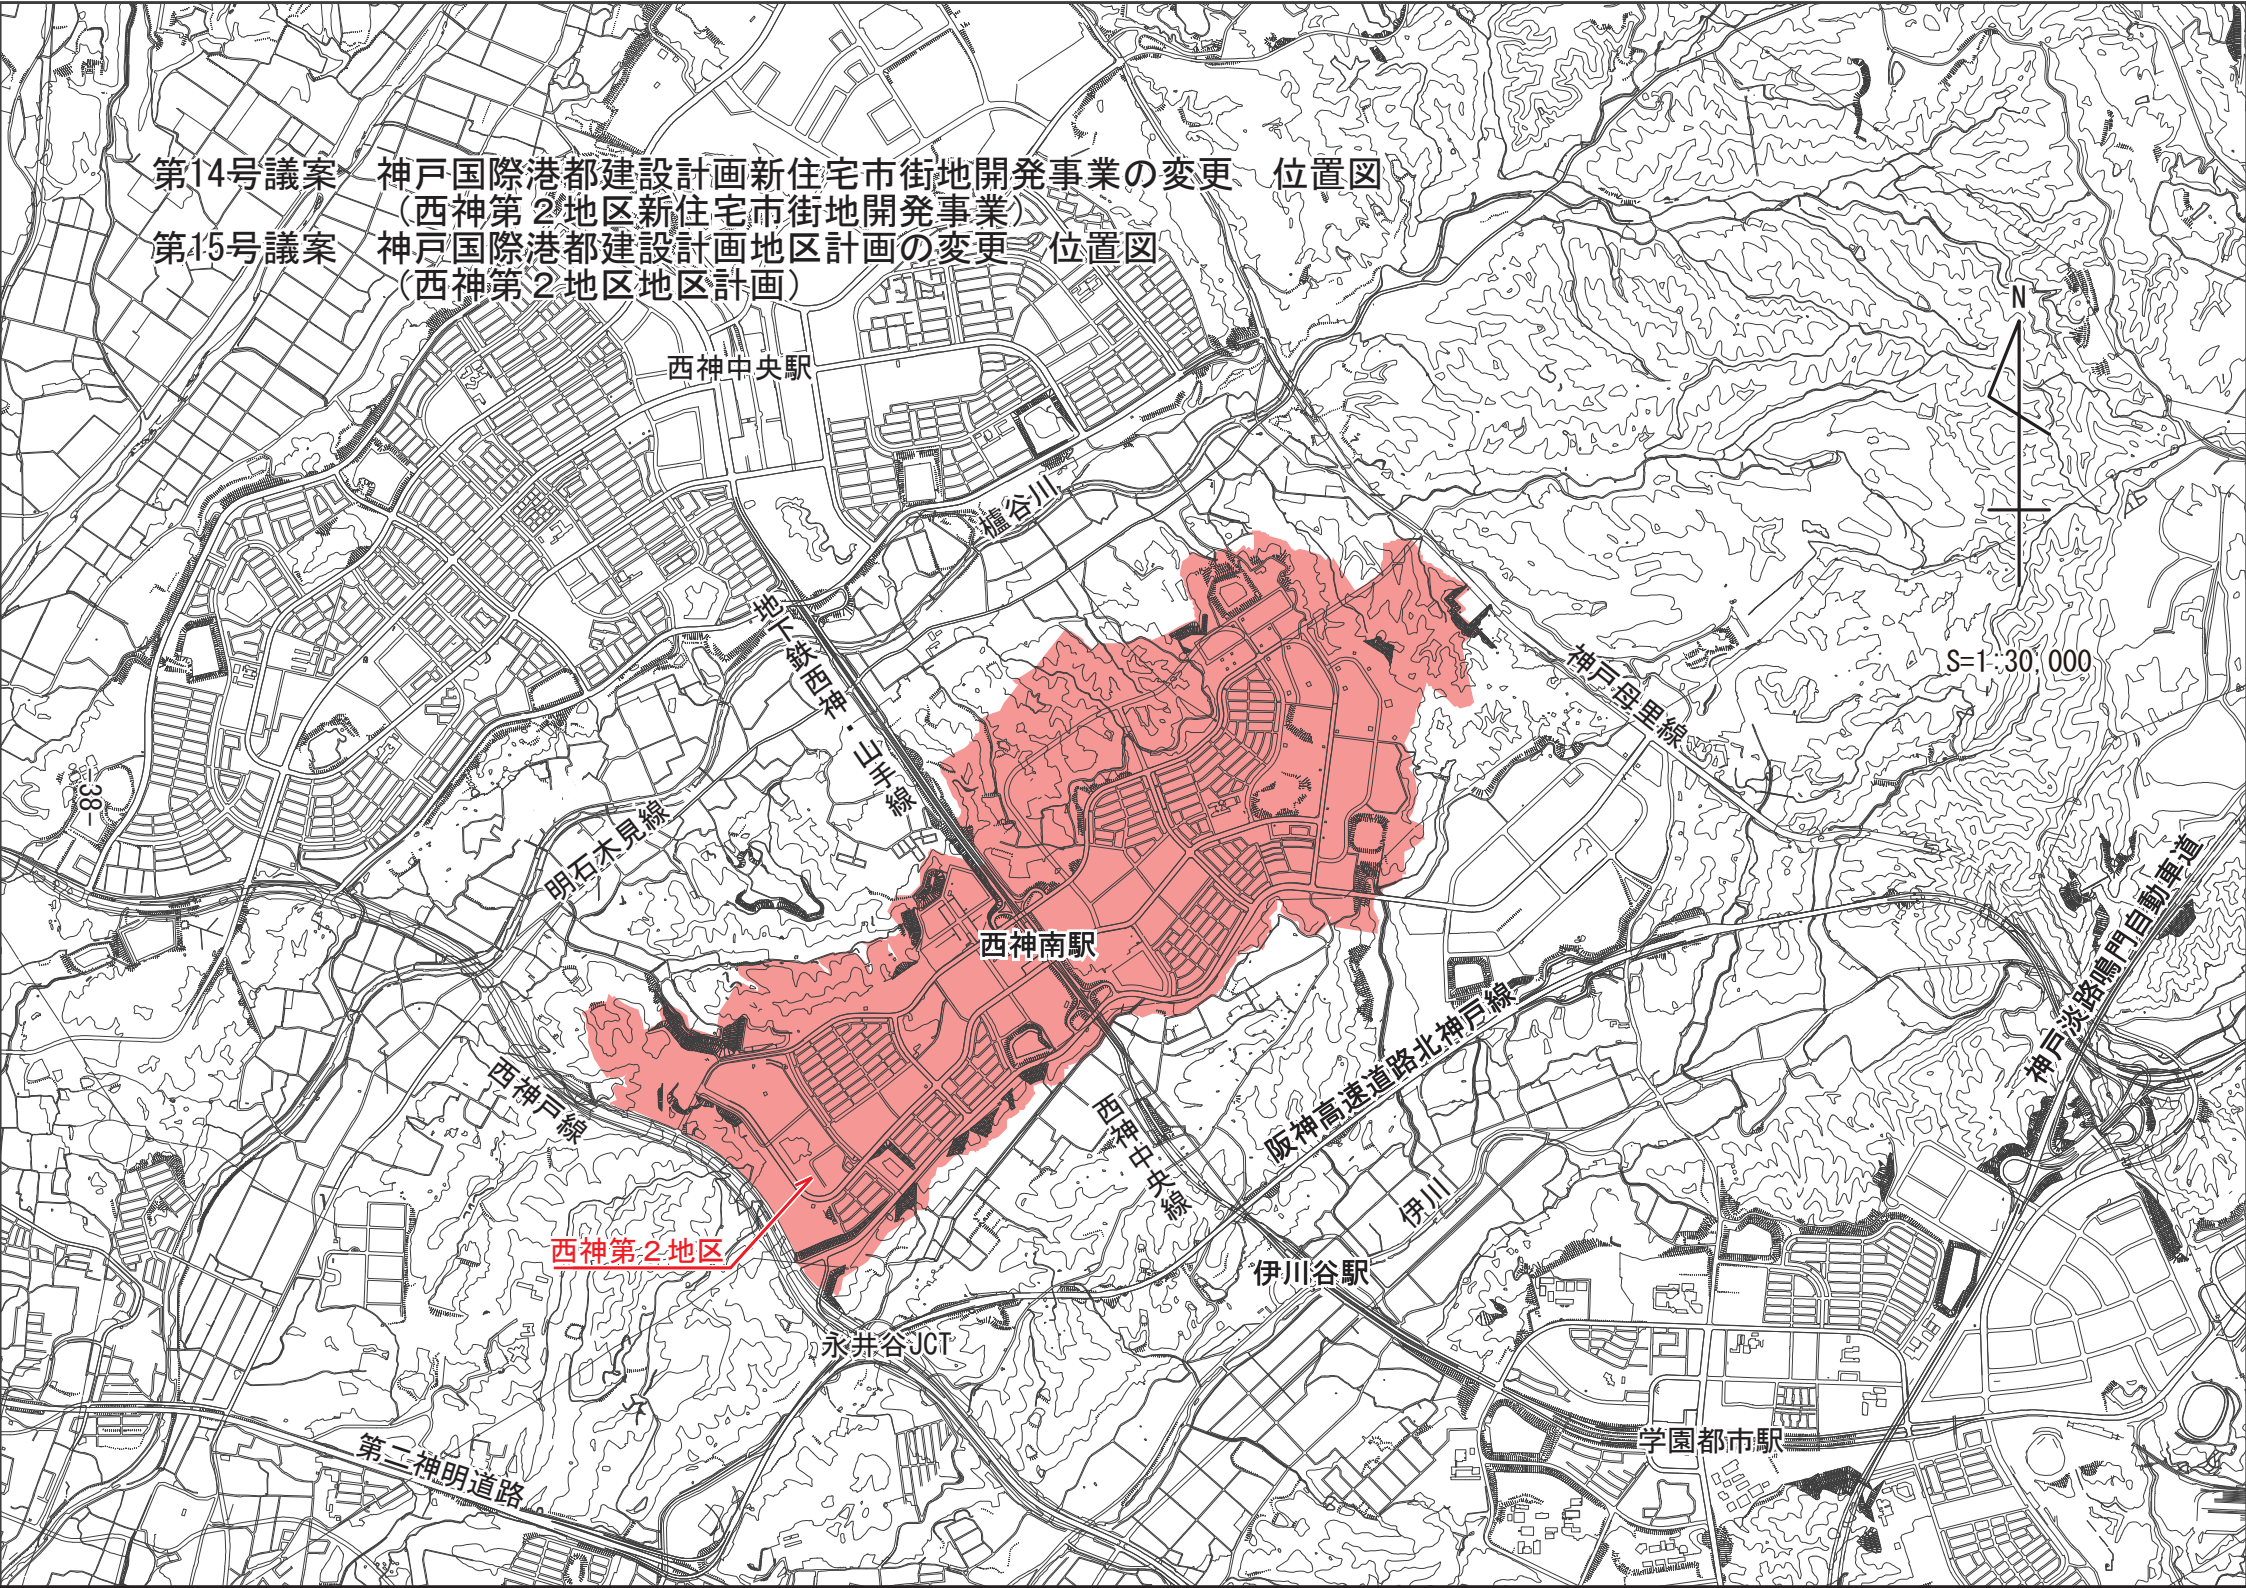 第14号議案　神戸国際港都建設計画新住宅市街地開発事業の変更　位置図
（西神第２地区新住宅市街地開発事業）
第15号議案　神戸国際港都建設計画地区計画の変更　位置図
（西神第２地区地区計画）
N
西神中央駅
櫨谷川
地下鉄西神・山手線
神戸母里線
S=1:30,000
-38-
明石木見線
神戸淡路鳴門自動車道
西神南駅
阪神高速道路北神戸線
西神戸線
西神中央線
伊川
西神第２地区
伊川谷駅
永井谷JCT
学園都市駅
第二神明道路